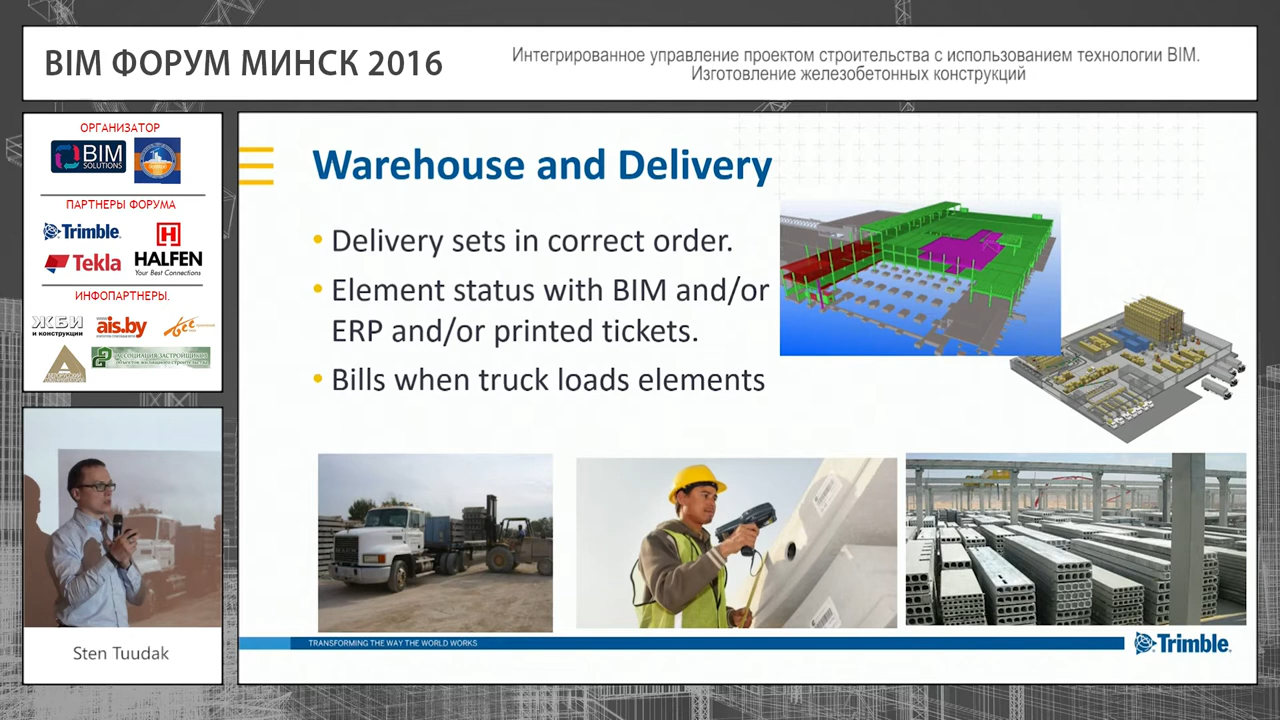 BIM ФОРУМ МИНСК 2016
Интегрированное управление проектом строительства с использованием технологии BIM.
Изготовление железобетонных конструкций
ОРГАНИЗАТОР
BIM
SOLUTIONS
ПАРТНЕРЫ ФОРУМА
Trimble
HALFEN
Your Best Connections
Tekla
ИНФОПАРТНЕРЫ.
ЖБИ
и конструкции
ais.by
все
АССОЦИАЦИЯ ЗАСТРОЙЩИКОВ
Sten Tuudak
Warehouse and Delivery
• Delivery sets in correct order.
• Element status with BIM and/or
ERP and/or printed tickets.
• Bills when truck loads elements
TRANSFORMING THE WAY THE WORLD WORKS
Trimble